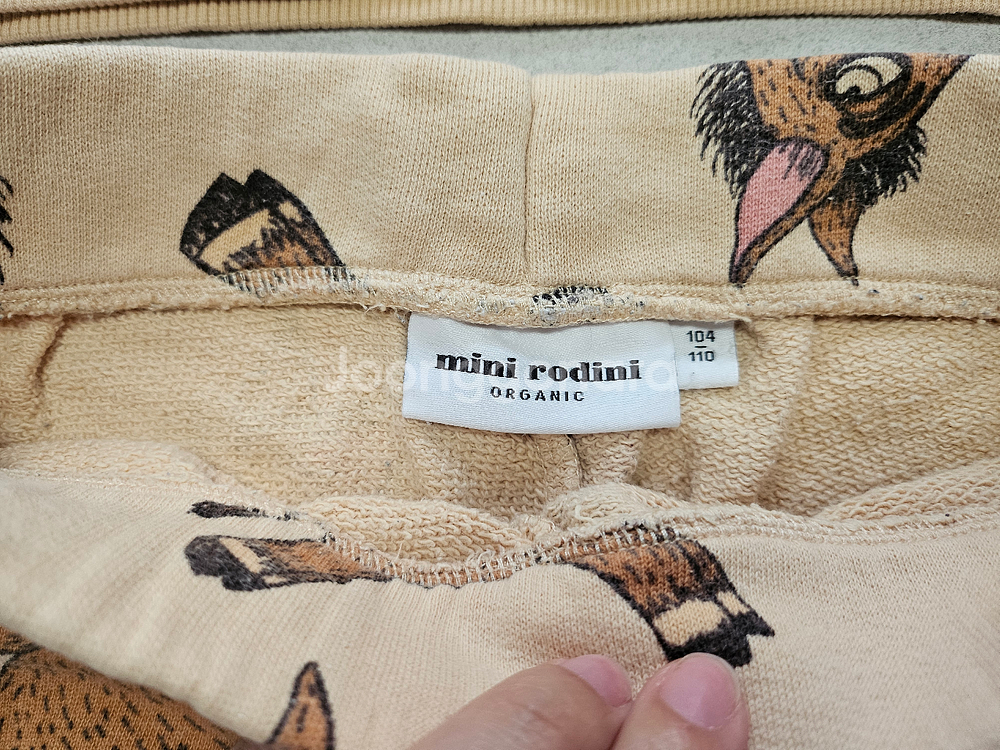 mini rodini
ORGANIC
104
110